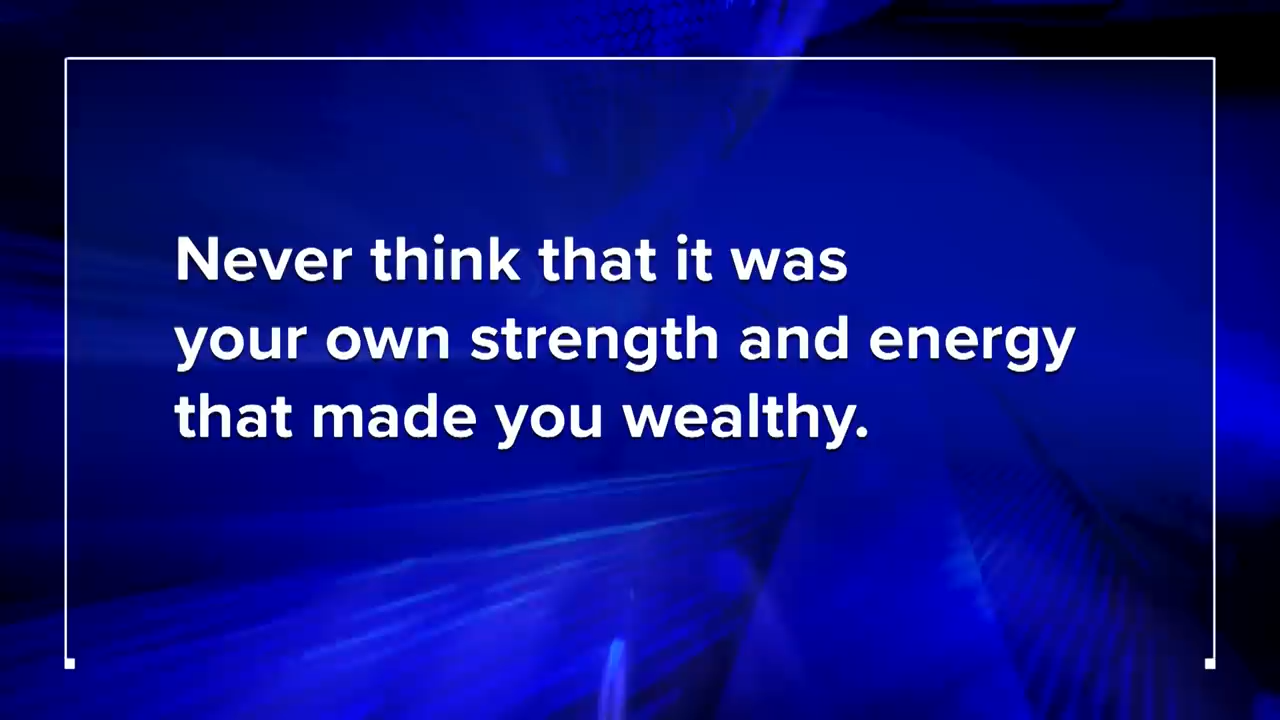 Never think that it was
your own strength and energy
that made you wealthy.